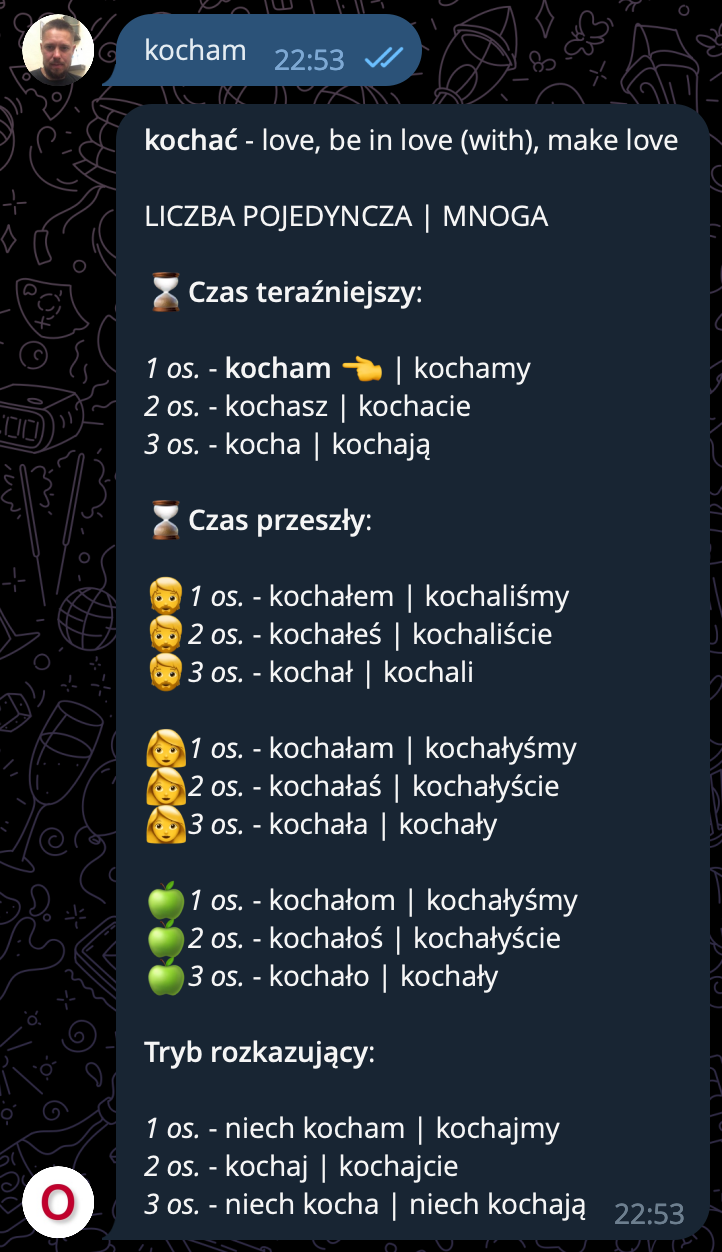 kocham 22:53
kochać - love, be in love (with), make love
LICZBA POJEDYNCZA | MNOGA
⏳Czas teraźniejszy:
1 os. - kocham 👈 | kochamy
2 os. - kochasz | kochacie
3 os. - kocha | kochają
⏳Czas przeszły:
🧔1 os. - kochałem | kochaliśmy
🧔2 os. - kochałeś | kochaliście
🧔3 os. - kochał | kochali
👩1 os. - kochałam | kochałyśmy
👩2 os. - kochałaś | kochałyście
👩3 os. - kochała | kochały
🍏1 os. - kochałom | kochałyśmy
🍏2 os. - kochałoś | kochałyście
🍏3 os. - kochało | kochały
Tryb rozkazujący:
1 os. - niech kocham | kochajmy
2 os. - kochaj | kochajcie
3 os. - niech kocha | niech kochają 22:53
O